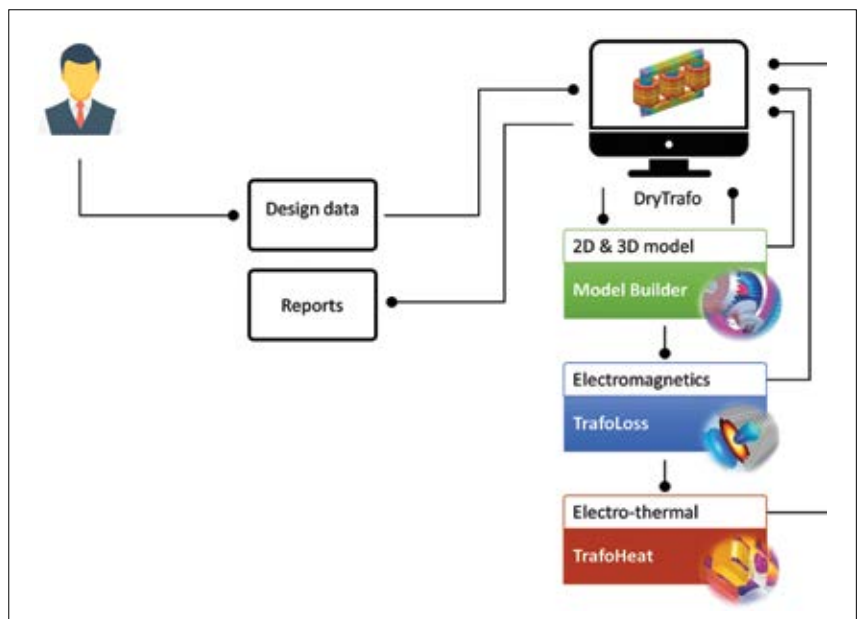 DryTrafo
Design data
Reports
2D & 3D model
Model Builder
Electromagnetics
TrafoLoss
Electro-thermal
TrafoHeat